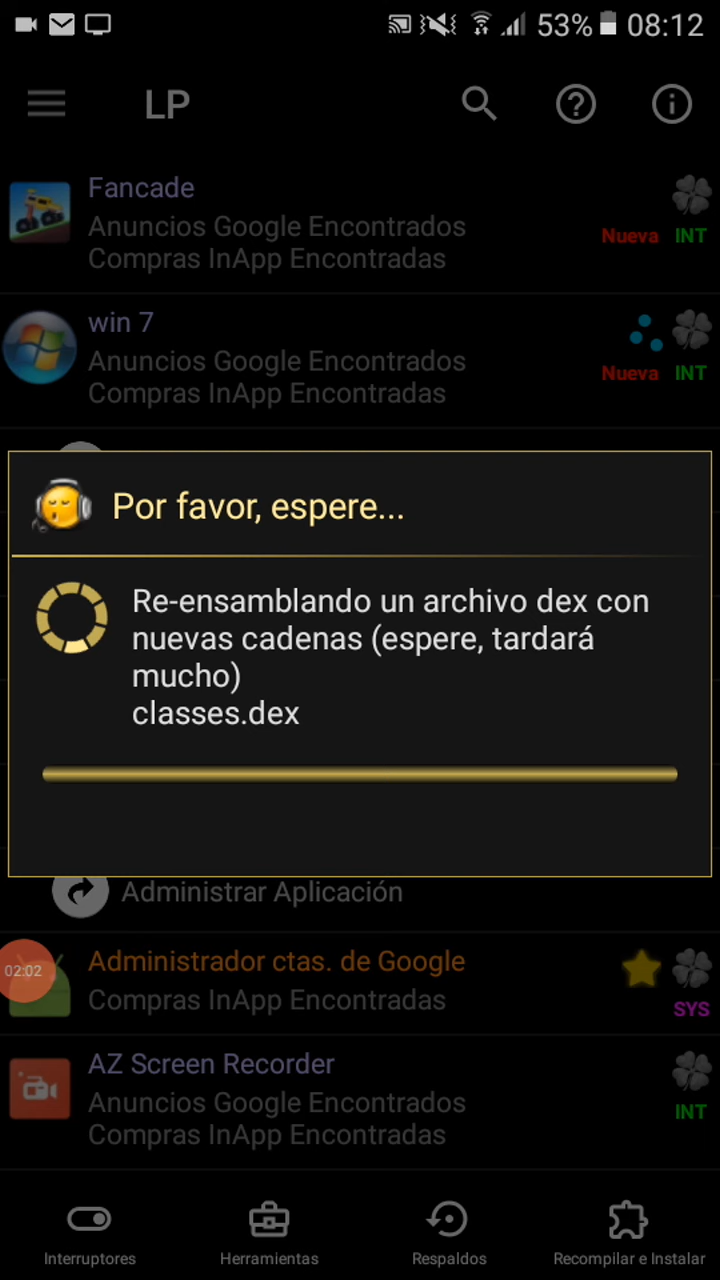 53% 08:12
LP
Fancade
Anuncios Google Encontrados
Compras InApp Encontradas
Nueva INT
win 7
Anuncios Google Encontrados
Compras InApp Encontradas
Nueva INT
Por favor, espere...
Re-ensamblando un archivo dex con
nuevas cadenas (espere, tardará
mucho)
classes.dex
Administrar Aplicación
02:02
Administrador ctas. de Google
Compras InApp Encontradas
SYS
AZ Screen Recorder
Anuncios Google Encontrados
Compras InApp Encontradas
INT
Interruptores
Herramientas
Respaldos
Recompilar e Instalar